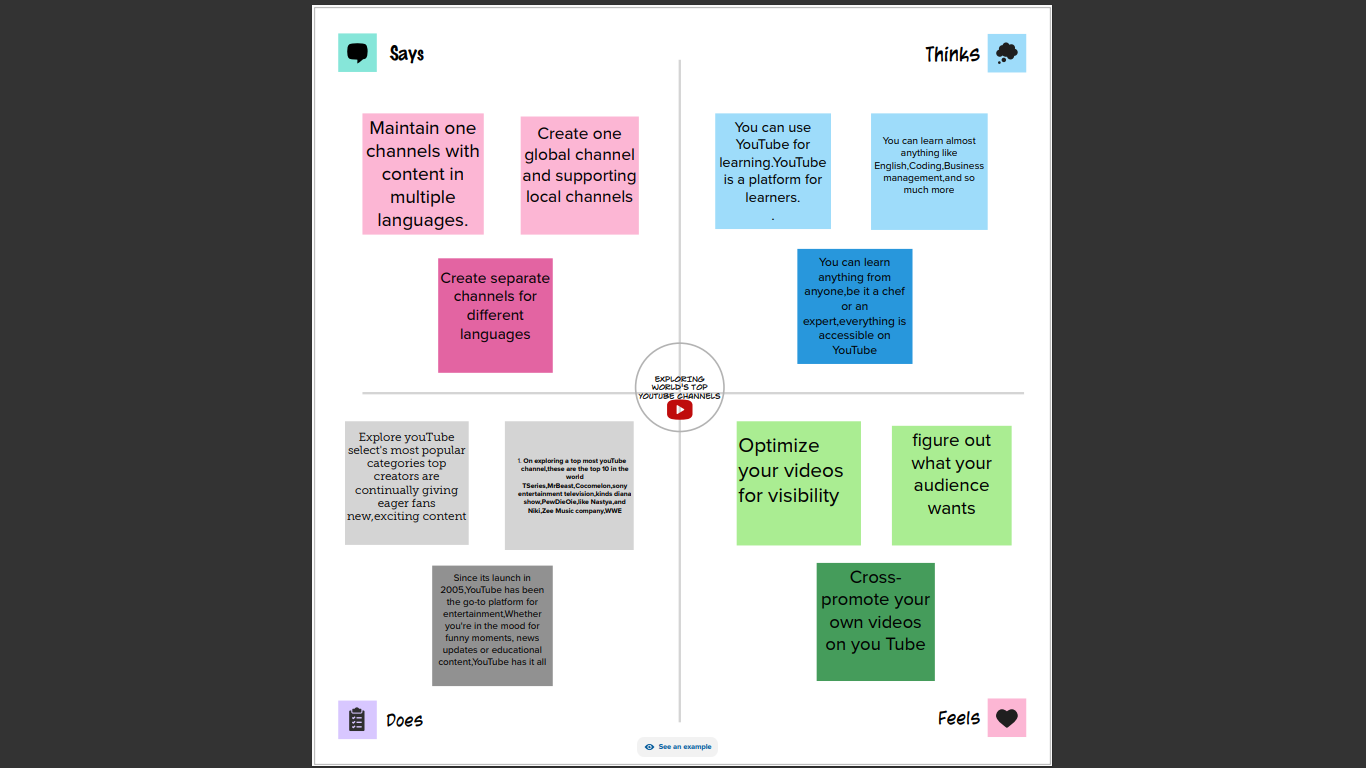 Says
Thinks
Maintain one
channels with
content in
multiple
languages.
Create one
global channel
and supporting
local channels
Create separate
channels for
different
languages
You can use
YouTube for
learning.YouTube
is a platform for
learners.
.
You can learn almost
anything like
English,Coding,Business
management,and so
much more
You can learn
anything from
anyone,be it a chef
or an
expert,everything is
accessible on
YouTube
EXPLORING
WORLD'S TOP
YOUTUBE CHANNELS
Explore youTube
select's most popular
categories top
creators are
continually giving
eager fans
new,exciting content
1. On exploring a top most youTube
channel,these are the top 10 in the
world
TSeries,MrBeast,Cocomelon,sony
entertainment television,kinds diana
show,PewDieOie,like Nastya,and
Niki,Zee Music company,WWE
Since its launch in
2005,YouTube has been
the go-to platform for
entertainment,Whether
you're in the mood for
funny moments, news
updates or educational
content,YouTube has it all
Optimize
your videos
for visibility
figure out
what your
audience
wants
Cross-
promote your
own videos
on you Tube
Does
Feels
See an example